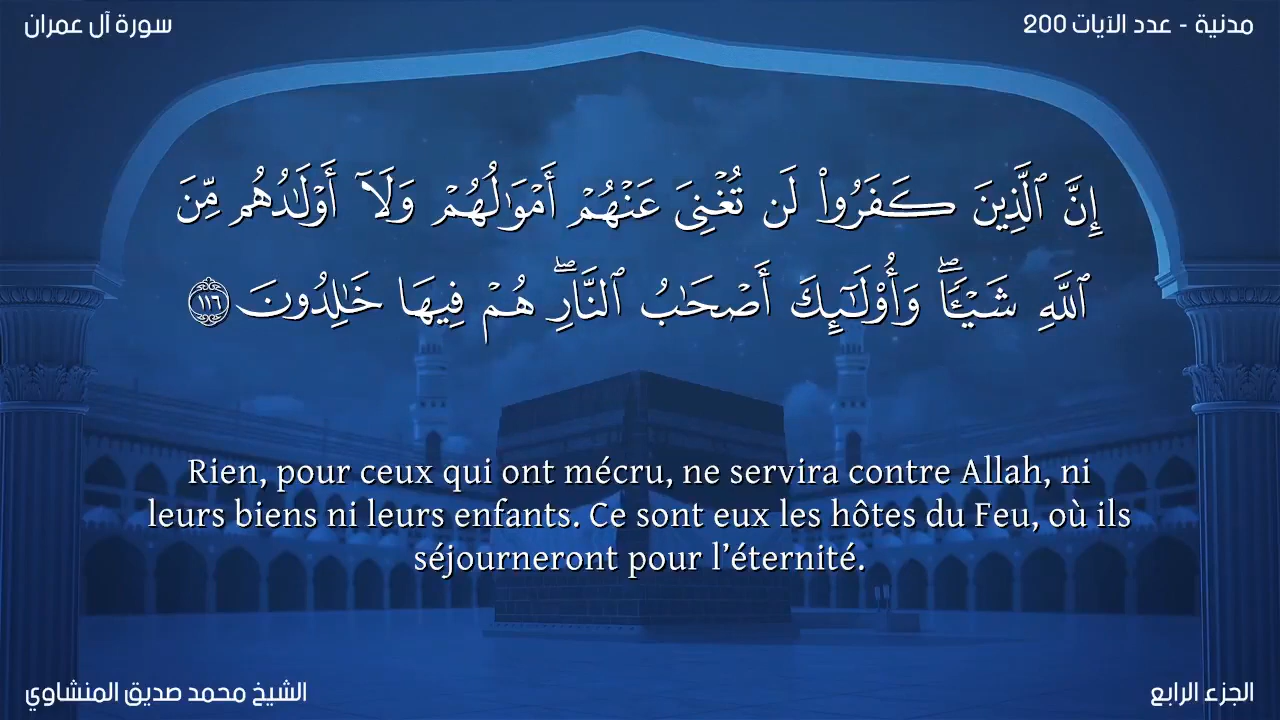 سورة آل عمران
مدنية - عدد الآيات 200
إِنَّ ٱلَّذِينَ كَفَرُوا۟ لَن تُغْنِىَ عَنْهُمْ أَمْوَٰلُهُمْ وَلَآ أَوْلَٰدُهُم مِّنَ
ٱللَّهِ شَيْـًٔا ۖ وَأُو۟لَٰٓئِكَ أَصْحَٰبُ ٱلنَّارِ ۖ هُمْ فِيهَا خَٰلِدُونَ ١١٦
Rien, pour ceux qui ont mécru, ne servira contre Allah, ni
leurs biens ni leurs enfants. Ce sont eux les hôtes du Feu, où ils
séjourneront pour l’éternité.
الشيخ محمد صديق المنشاوي
الجزء الرابع